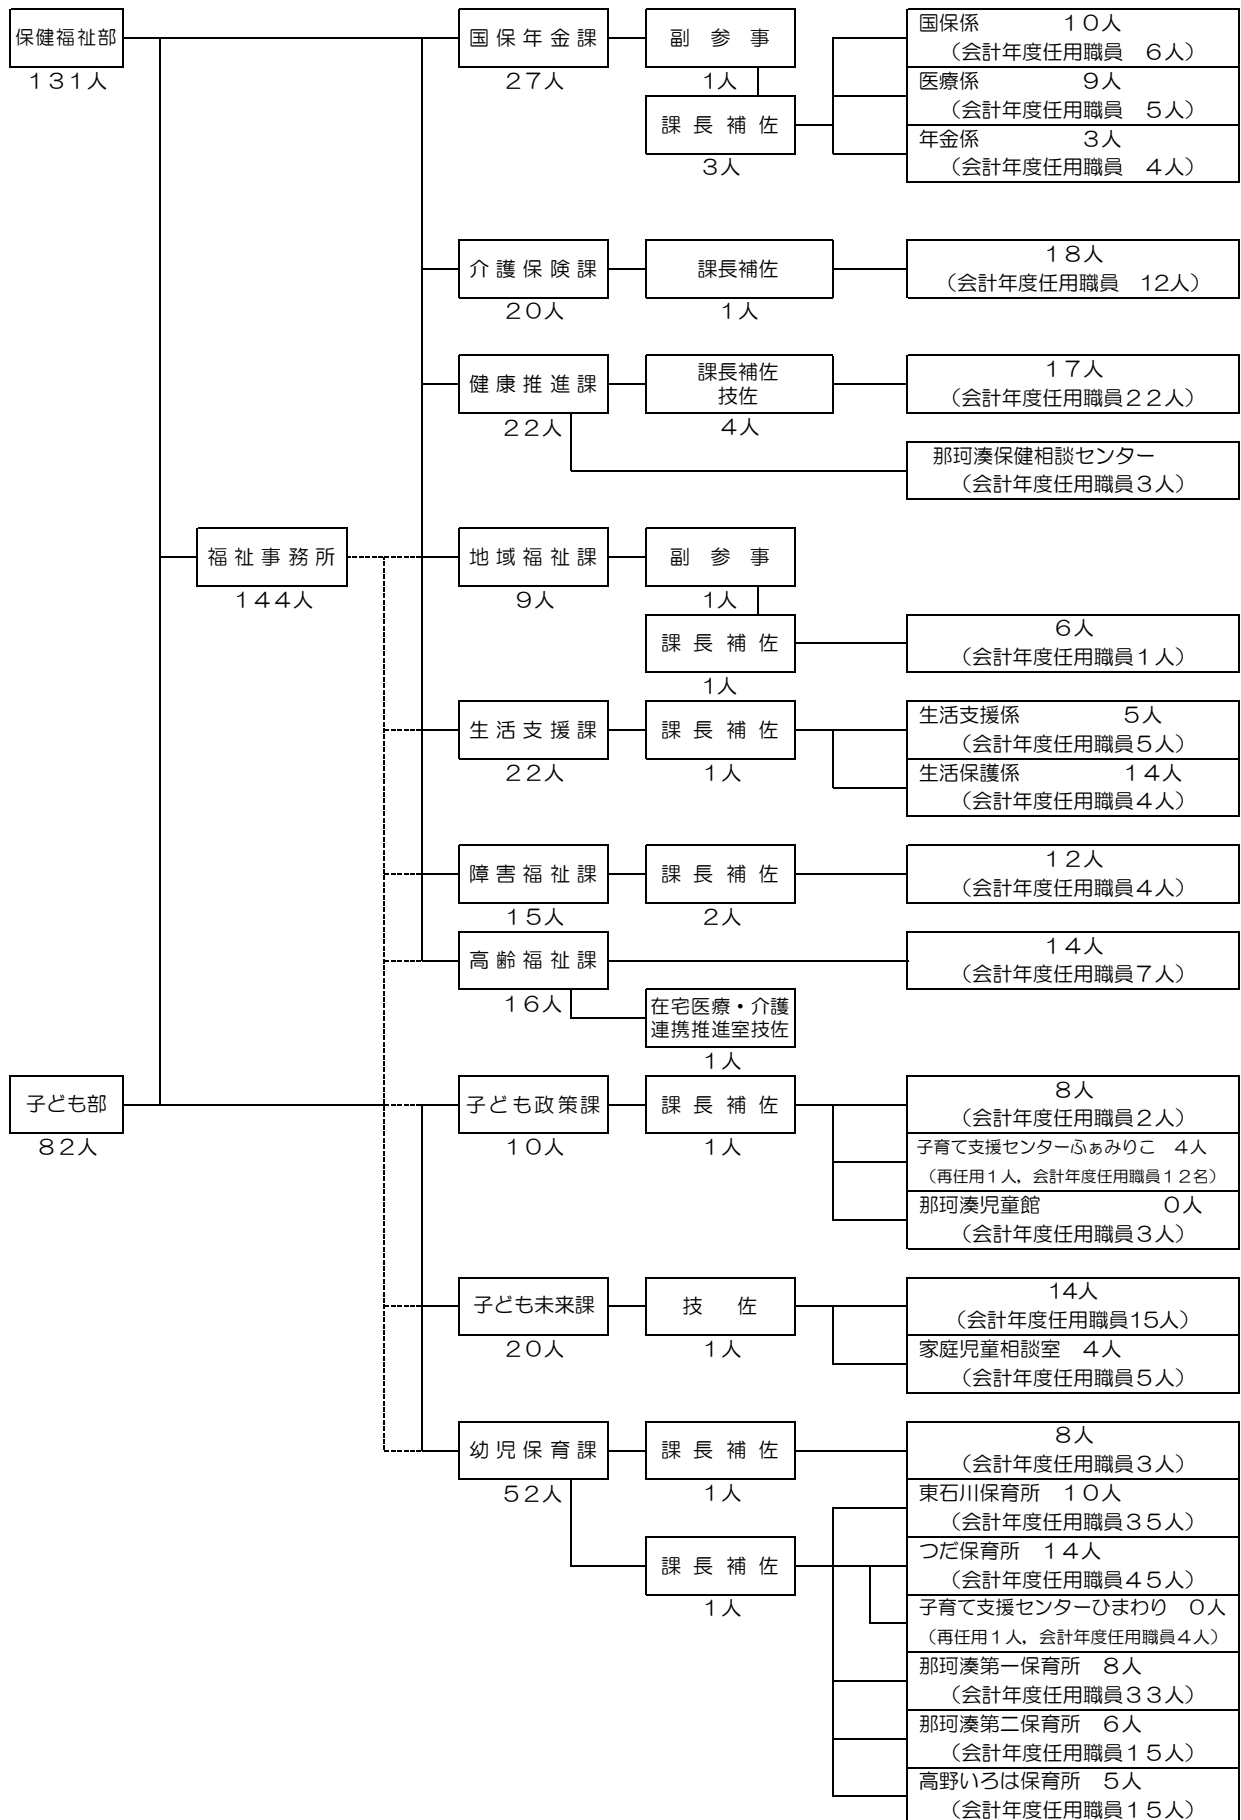 保健福祉部
131人
国保年金課
27人
副参事
1人
課長補佐
3人
国保係 10人
(会計年度任用職員 6人)
医療係 9人
(会計年度任用職員 5人)
年金係 3人
(会計年度任用職員 4人)
介護保険課
20人
課長補佐
1人
18人
(会計年度任用職員 12人)
健康推進課
22人
課長補佐
技佐
4人
17人
(会計年度任用職員22人)
那珂湊保健相談センター
(会計年度任用職員3人)
福祉事務所
144人
地域福祉課
9人
副参事
1人
課長補佐
1人
6人
(会計年度任用職員1人)
生活支援課
22人
課長補佐
1人
生活支援係 5人
(会計年度任用職員5人)
生活保護係 14人
(会計年度任用職員4人)
障害福祉課
15人
課長補佐
2人
12人
(会計年度任用職員4人)
高齢福祉課
16人
14人
(会計年度任用職員7人)
在宅医療・介護
連携推進室技佐
1人
子ども部
82人
子ども政策課
10人
課長補佐
1人
8人
(会計年度任用職員2人)
子育て支援センターふぁみりこ 4人
(再任用1人,会計年度任用職員12名)
那珂湊児童館 0人
(会計年度任用職員3人)
子ども未来課
20人
技佐
1人
14人
(会計年度任用職員15人)
家庭児童相談室 4人
(会計年度任用職員5人)
幼児保育課
52人
課長補佐
1人
8人
(会計年度任用職員3人)
課長補佐
1人
東石川保育所 10人
(会計年度任用職員35人)
つだ保育所 14人
(会計年度任用職員45人)
子育て支援センターひまわり 0人
(再任用1人,会計年度任用職員4人)
那珂湊第一保育所 8人
(会計年度任用職員33人)
那珂湊第二保育所 6人
(会計年度任用職員15人)
高野いろは保育所 5人
(会計年度任用職員15人)